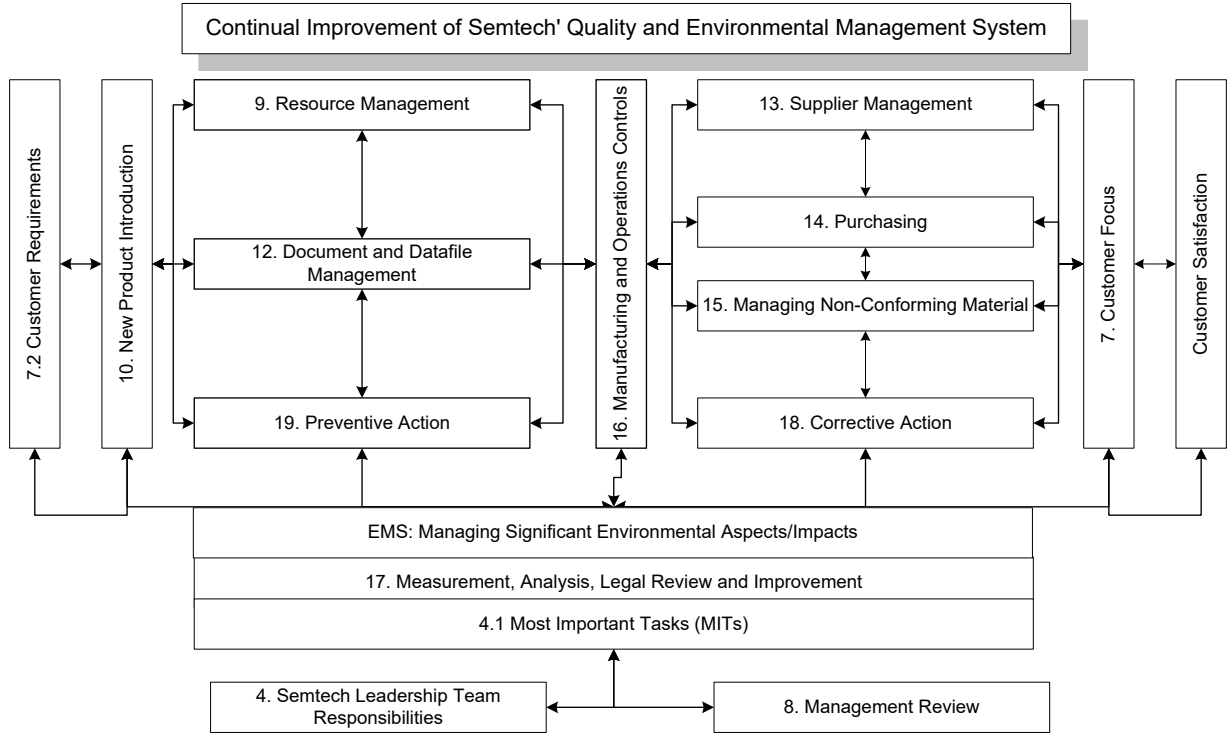 Continual Improvement of Semtech' Quality and Environmental Management System
7.2 Customer Requirements
10. New Product Introduction
9. Resource Management
12. Document and Datafile
Management
19. Preventive Action
16. Manufacturing and Operations Controls
13. Supplier Management
14. Purchasing
15. Managing Non-Conforming Material
18. Corrective Action
7. Customer Focus
Customer Satisfaction
EMS: Managing Significant Environmental Aspects/Impacts
17. Measurement, Analysis, Legal Review and Improvement
4.1 Most Important Tasks (MITs)
4. Semtech Leadership Team
Responsibilities
8. Management Review